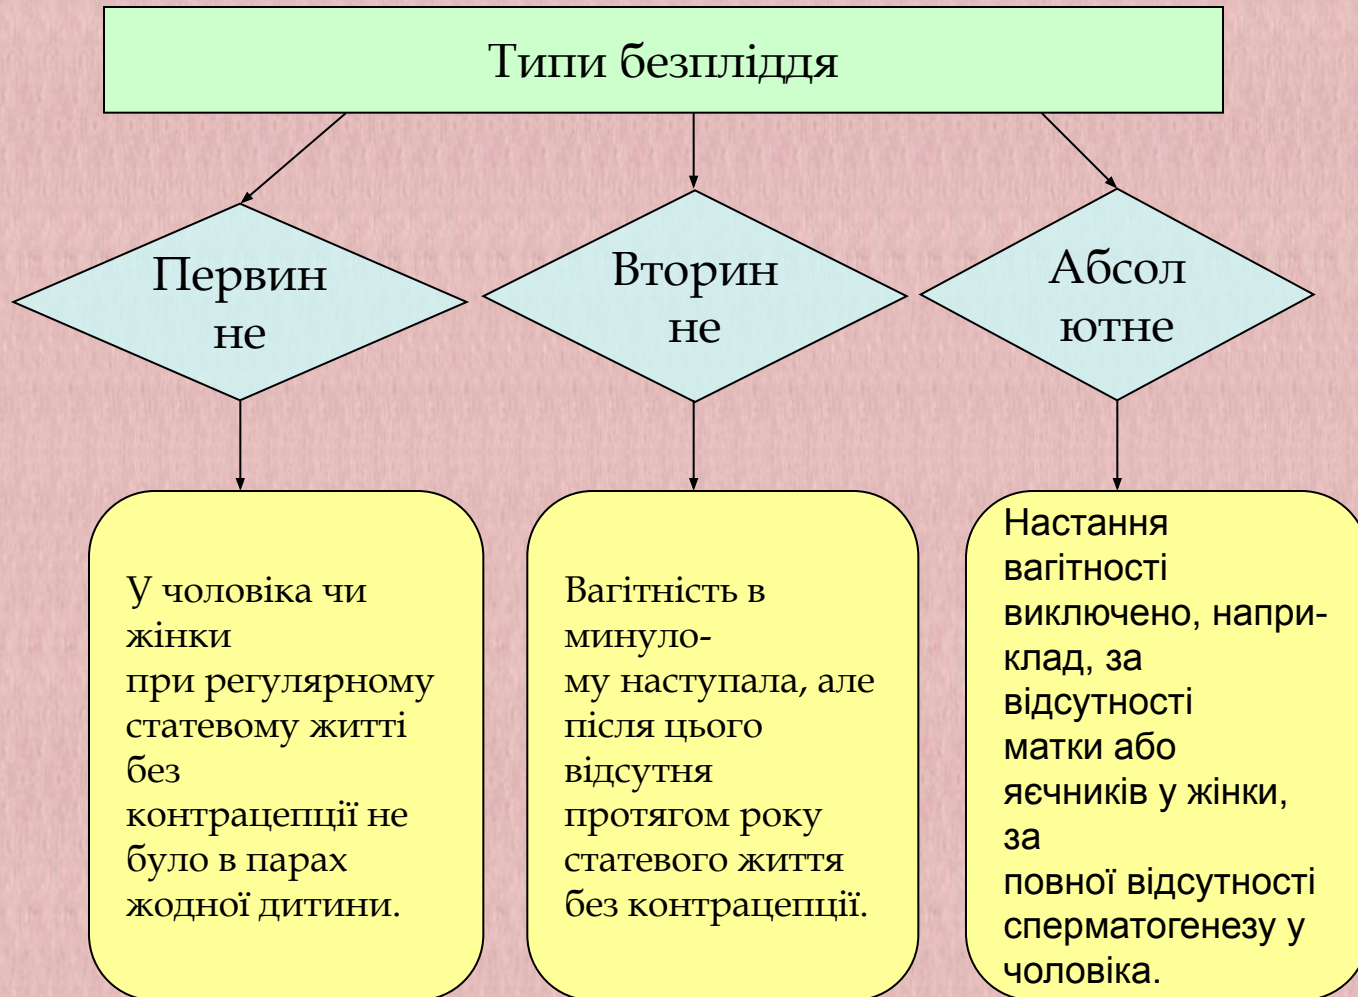 Типи безпліддя
Первин
не
Вторин
не
Абсол
ютне
У чоловіка чи
жінки
при регулярному
статевому житті
без
контрацепції не
було в парах
жодної дитини.
Вагітність в
минуло-
му наступала, але
після цього
відсутня
протягом року
статевого життя
без контрацепції.
Настання
вагітності
виключено, напри-
клад, за
відсутності
матки або
яєчників у жінки,
за
повної відсутності
сперматогенезу у
чоловіка.